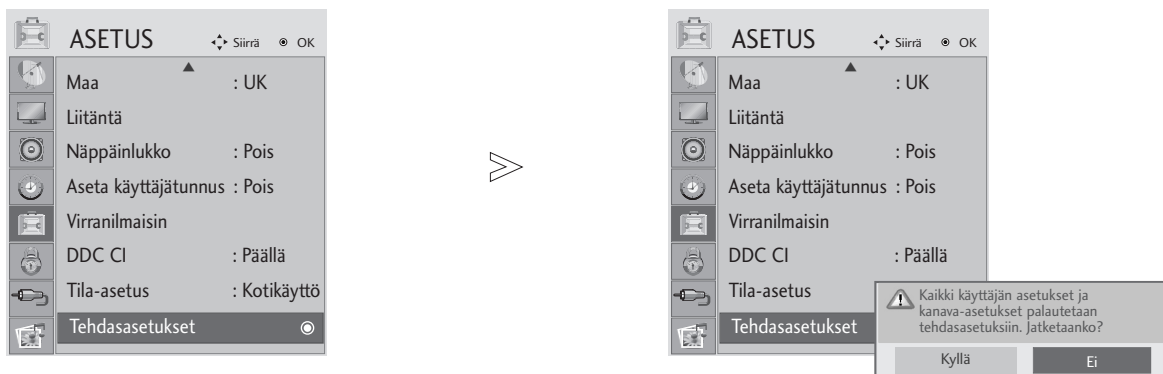 ASETUS Siirrä OK
Maa : UK
Liitäntä
Näppäinlukko : Pois
Aseta käyttäjätunnus : Pois
Virranilmaisin
DDC CI : Päällä
Tila-asetus : Kotikäyttö
Tehdasasetukset
ASETUS Siirrä OK
Maa : UK
Liitäntä
Näppäinlukko : Pois
Aseta käyttäjätunnus : Pois
Virranilmaisin
DDC CI : Päällä
Tila-asetus
Tehdasasetukset
Kaikki käyttäjän asetukset ja
kanava-asetukset palautetaan
tehdasasetuksiin. Jatketaanko?
Kyllä Ei